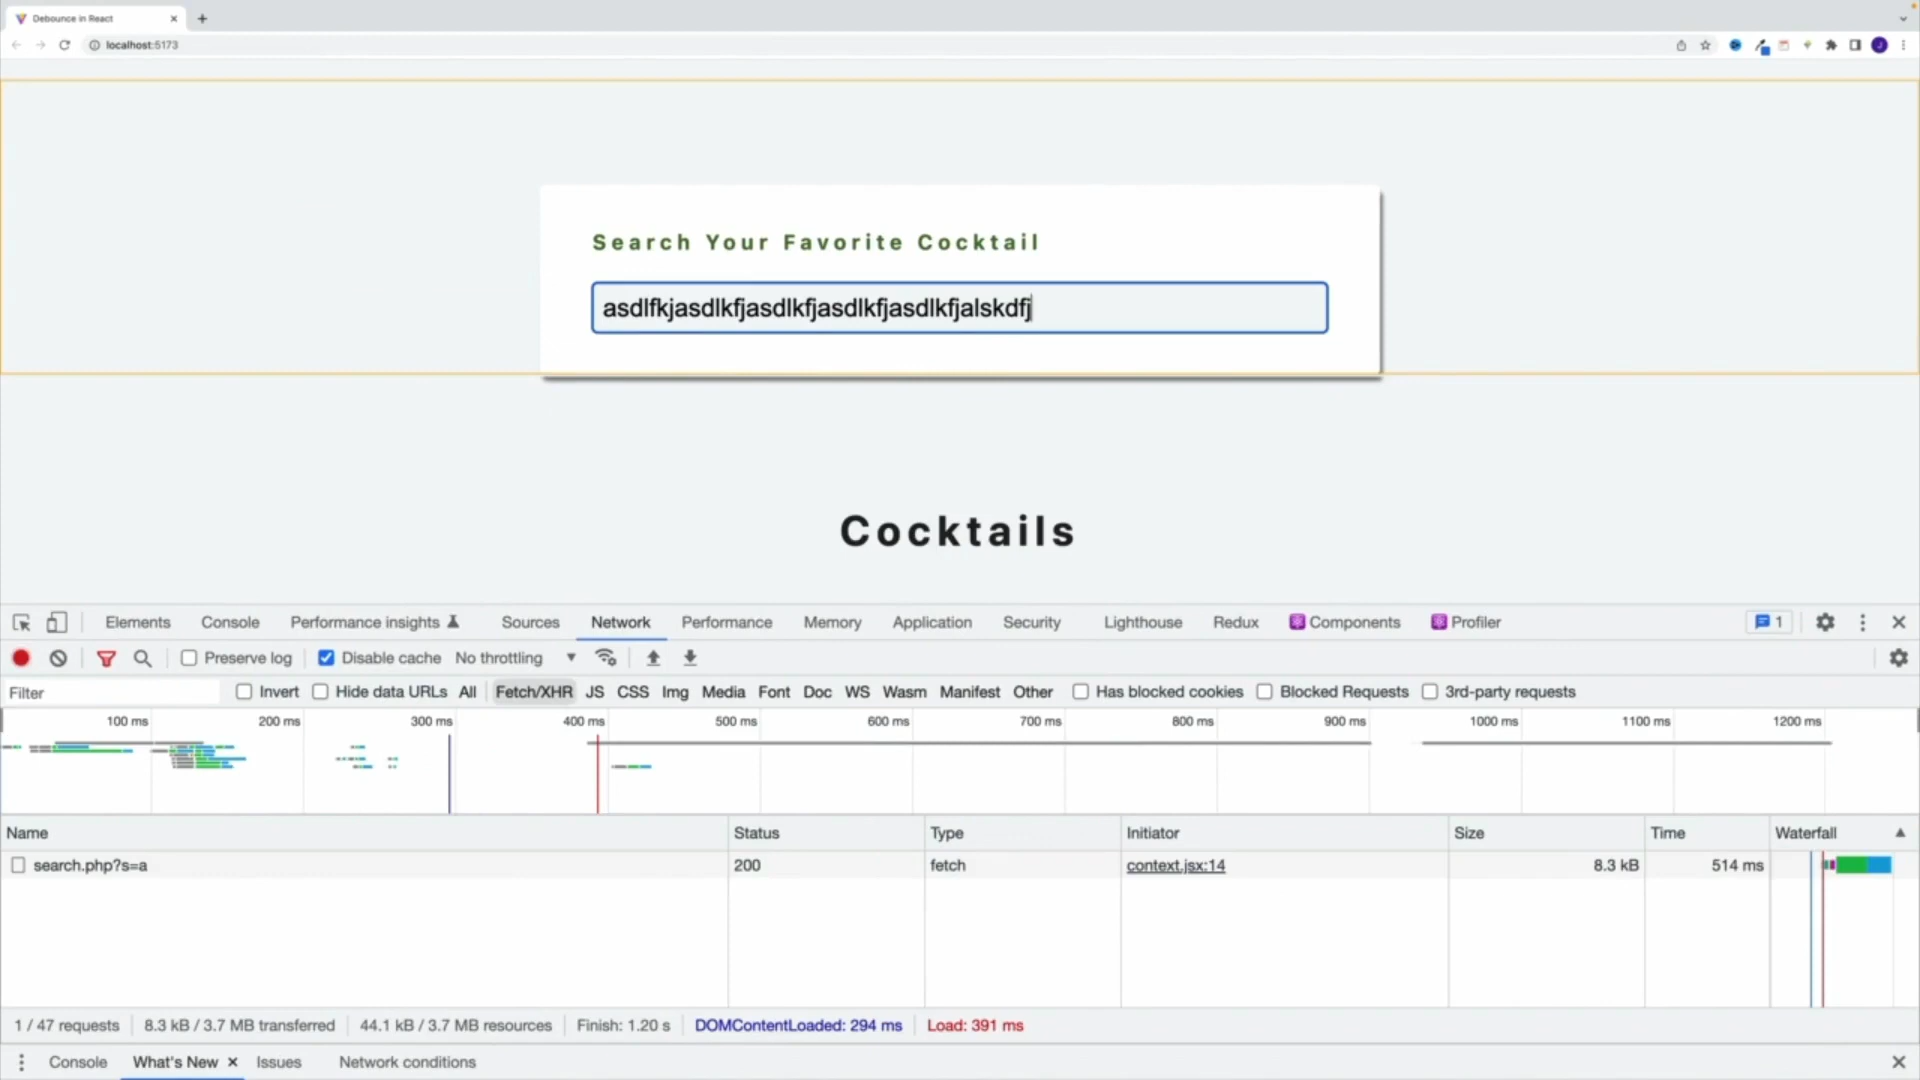 Debounce in React
localhost:5173
J
Search Your Favorite Cocktail
asdlfkjasdlkfjasdlkfjasdlkfjasdlkfjalskdfj
Cocktails
Elements Console Performance insights Sources Network Performance Memory Application Security Lighthouse Redux Components Profiler 1
Preserve log Disable cache No throttling
Filter Invert Hide data URLs All Fetch/XHR JS CSS Img Media Font Doc WS Wasm Manifest Other Has blocked cookies Blocked Requests 3rd-party requests
100 ms 200 ms 300 ms 400 ms 500 ms 600 ms 700 ms 800 ms 900 ms 1000 ms 1100 ms 1200 ms
Name Status Type Initiator Size Time Waterfall
search.php?s=a 200 fetch context.jsx:14 8.3 kB 514 ms
1 / 47 requests 8.3 kB / 3.7 MB transferred 44.1 kB / 3.7 MB resources Finish: 1.20 s DOMContentLoaded: 294 ms Load: 391 ms
Console What's New Issues Network conditions